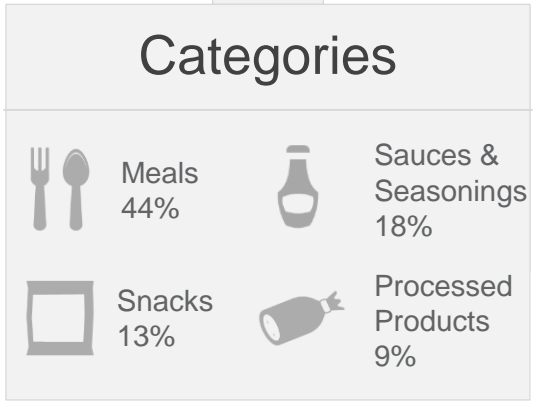 Categories
Meals
44%
Sauces &
Seasonings
18%
Snacks
13%
Processed
Products
9%